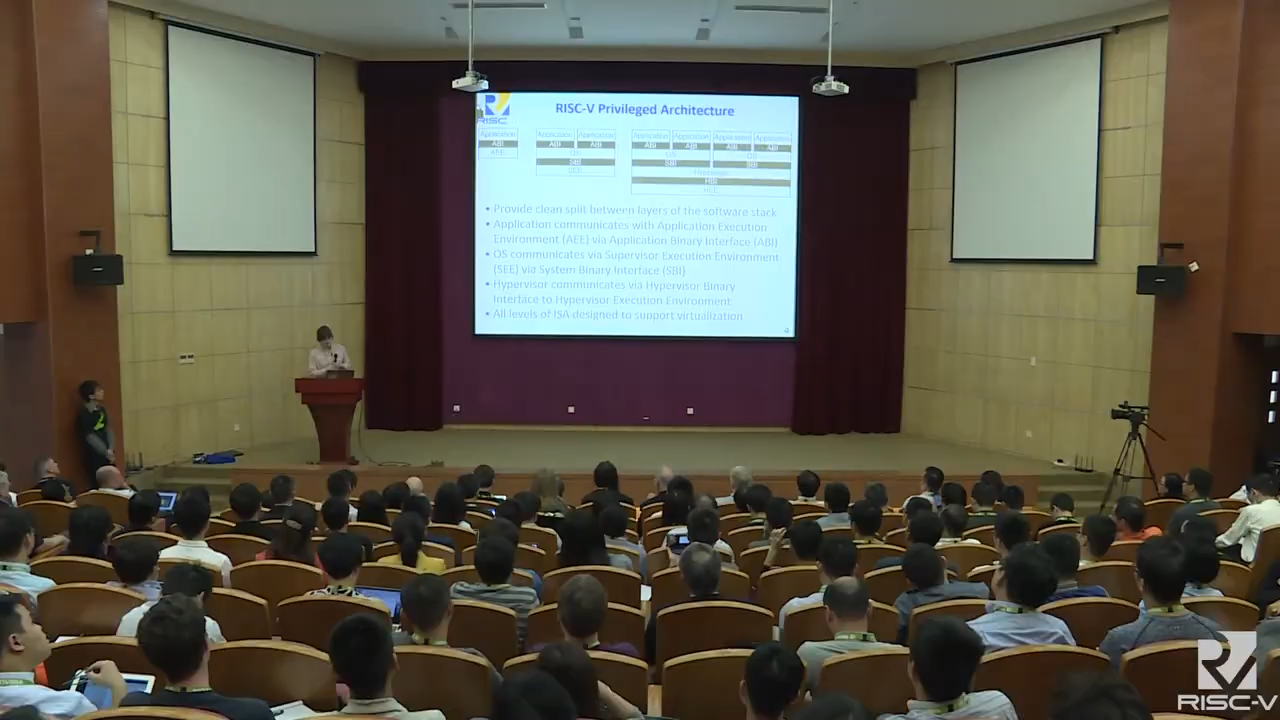 RISC
RISC-V Privileged Architecture
Application Application Application Application Application Application Application
ABI ABI ABI ABI ABI ABI ABI
AEE OS OS OS
SBI SBI SBI
SEE Hypervisor
HBI
HEE
• Provide clean split between layers of the software stack
• Application communicates with Application Execution
Environment (AEE) via Application Binary Interface (ABI)
• OS communicates via Supervisor Execution Environment
(SEE) via System Binary Interface (SBI)
• Hypervisor communicates via Hypervisor Binary
Interface to Hypervisor Execution Environment
• All levels of ISA designed to support virtualization
4
RISC-V